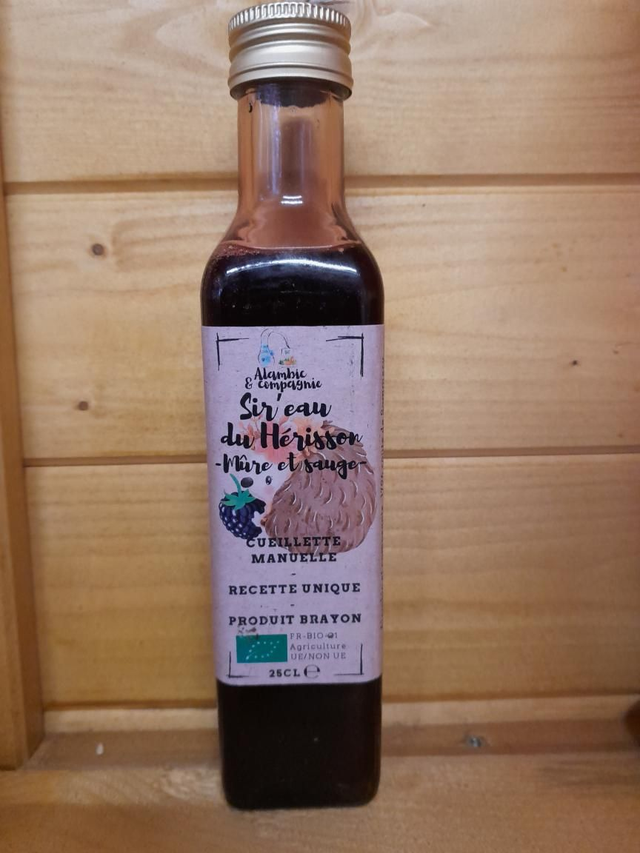 Alambic
& compagnie
Sir'eau
du Hérisson
-Mûre et sauge-
CUEILLETTE
MANUELLE
-
RECETTE UNIQUE
-
PRODUIT BRAYON
FR-BIO-01
Agriculture
UE/NON UE
25CL e